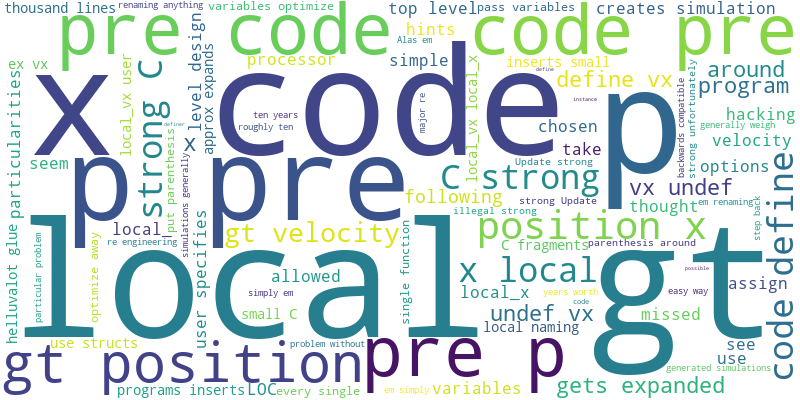 thousand lines
renaming anything
variables optimize
top level
pass variables
creates simulation
pre code
code pre
hints
Alas em
processor
simple
inserts small
define
define vx
around
program
ex vx
x
code
p
particularities
strong C
local_vx user
level design
approx expands
ten years
roughly ten
major re
local_vx local_x
instance
chosen
take
backwards compatible
strong unfortunately
hacking
generally weigh
velocity
definer
put parenthesis
x
p
pre
C strong
Update strong
options
seem
simulations generally
following
strong Update
vx undef
thought
em renaming
illegal strong
step back
code define
helluvalot glue
local_
re engineering
user specifies
gt velocity
single function
position x
C fragments
parenthesis around
local
gt
particular problem
optimize away
allowed
x local
possible
see
assign
simply em
local_x
years worth
easy way
use
small C
code
undef vx
missed
local naming
use structs
problem without
gt position
pre p
generated simulations
programs inserts
LOC
every single
em simply
variables
gets expanded